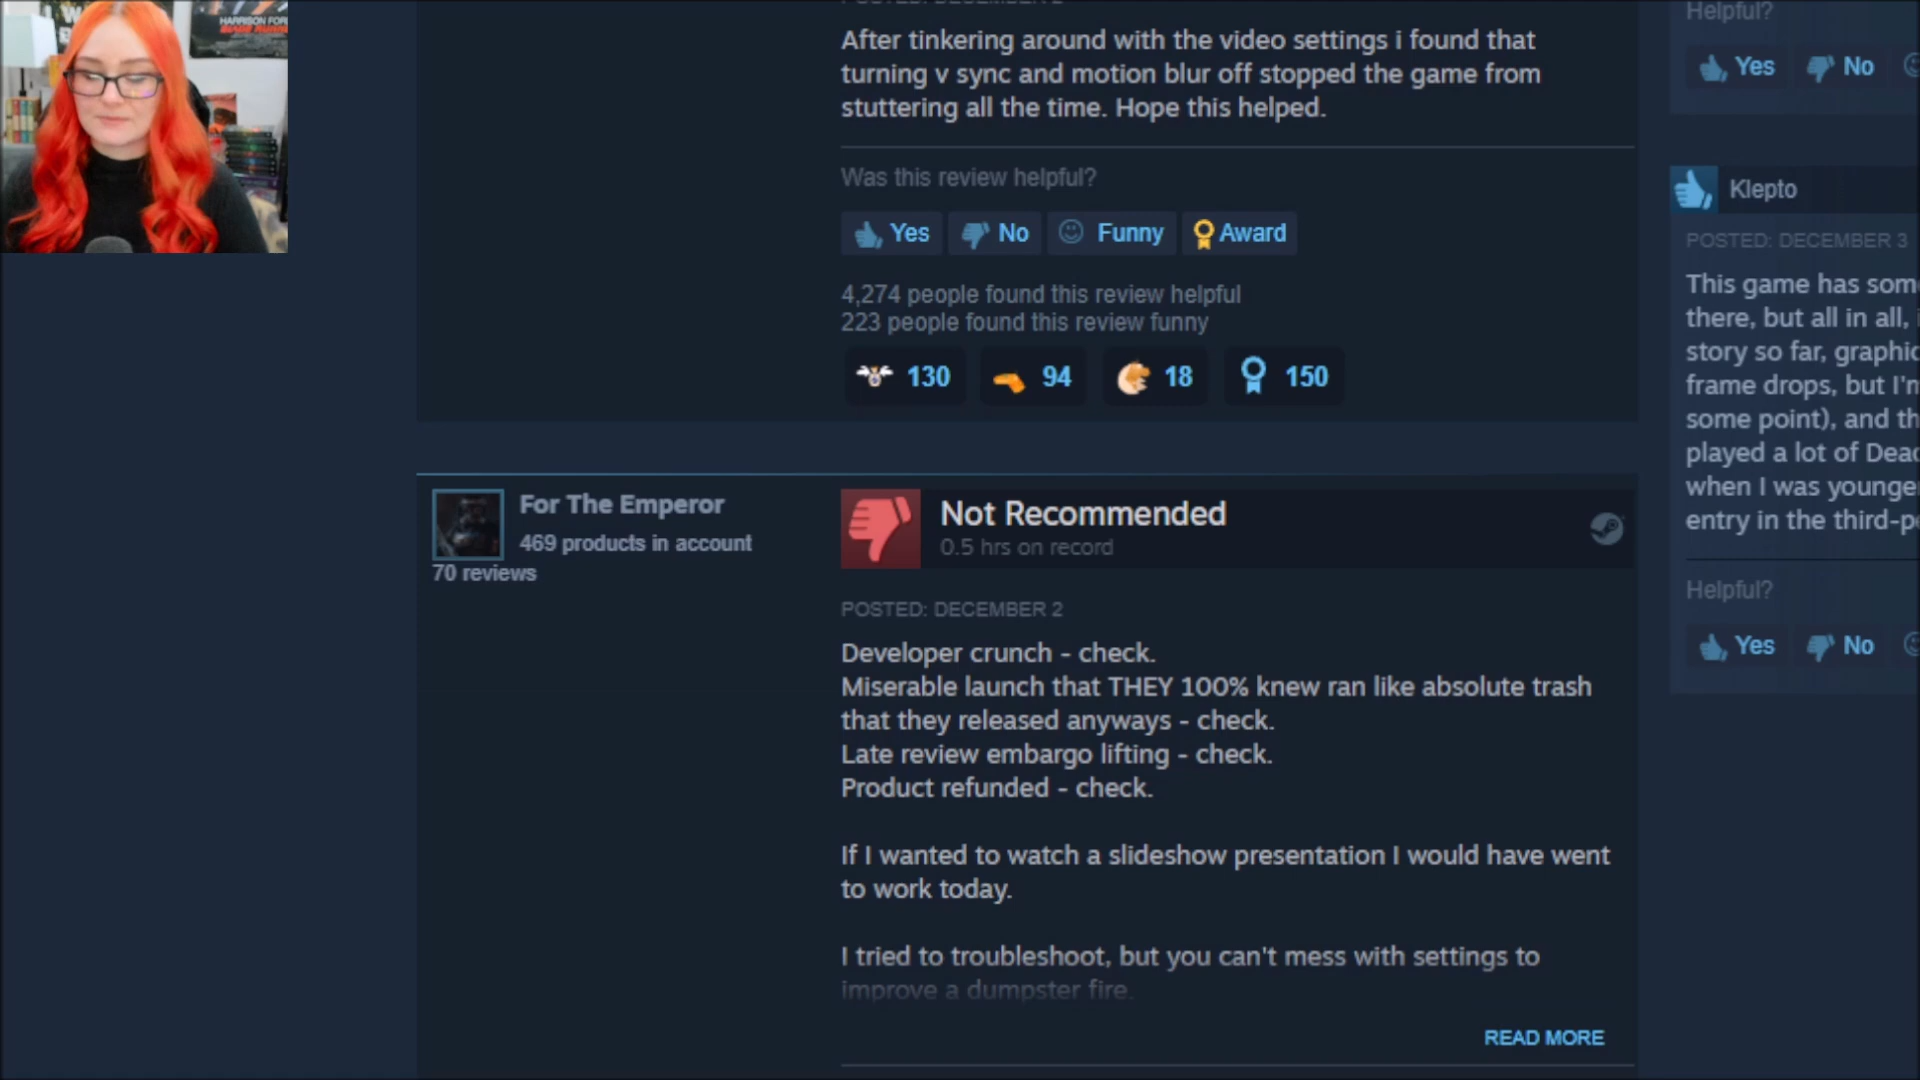 HARRISON FORD
After tinkering around with the video settings i found that
turning v sync and motion blur off stopped the game from
stuttering all the time. Hope this helped.
Was this review helpful?
Yes
No
Funny
Award
4,274 people found this review helpful
223 people found this review funny
130
94
18
150
For The Emperor
469 products in account
70 reviews
Not Recommended
0.5 hrs on record
POSTED: DECEMBER 2
Developer crunch - check.
Miserable launch that THEY 100% knew ran like absolute trash
that they released anyways - check.
Late review embargo lifting - check.
Product refunded - check.
If I wanted to watch a slideshow presentation I would have went
to work today.
I tried to troubleshoot, but you can't mess with settings to
improve a dumpster fire.
READ MORE
Helpful?
Yes
No
Klepto
POSTED: DECEMBER 3
This game has som
there, but all in all,
story so far, graphic
frame drops, but I'm
some point), and th
played a lot of Dead
when I was younger
entry in the third-p
Helpful?
Yes
No